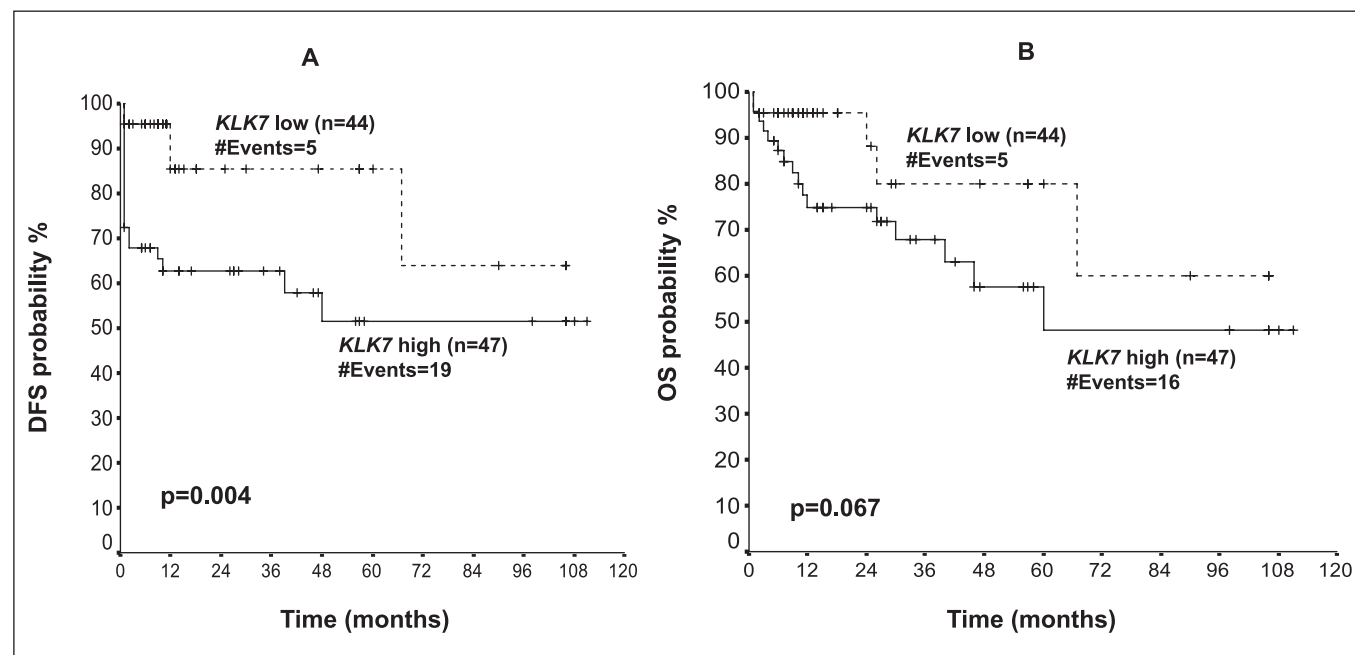 A
DFS probability %
100
90
80
70
60
50
40
30
20
10
0
KLK7 low (n=44)
#Events=5
KLK7 high (n=47)
#Events=19
p=0.004
0 12 24 36 48 60 72 84 96 108 120
Time (months)
B
OS probability %
100
90
80
70
60
50
40
30
20
10
0
KLK7 low (n=44)
#Events=5
KLK7 high (n=47)
#Events=16
p=0.067
0 12 24 36 48 60 72 84 96 108 120
Time (months)